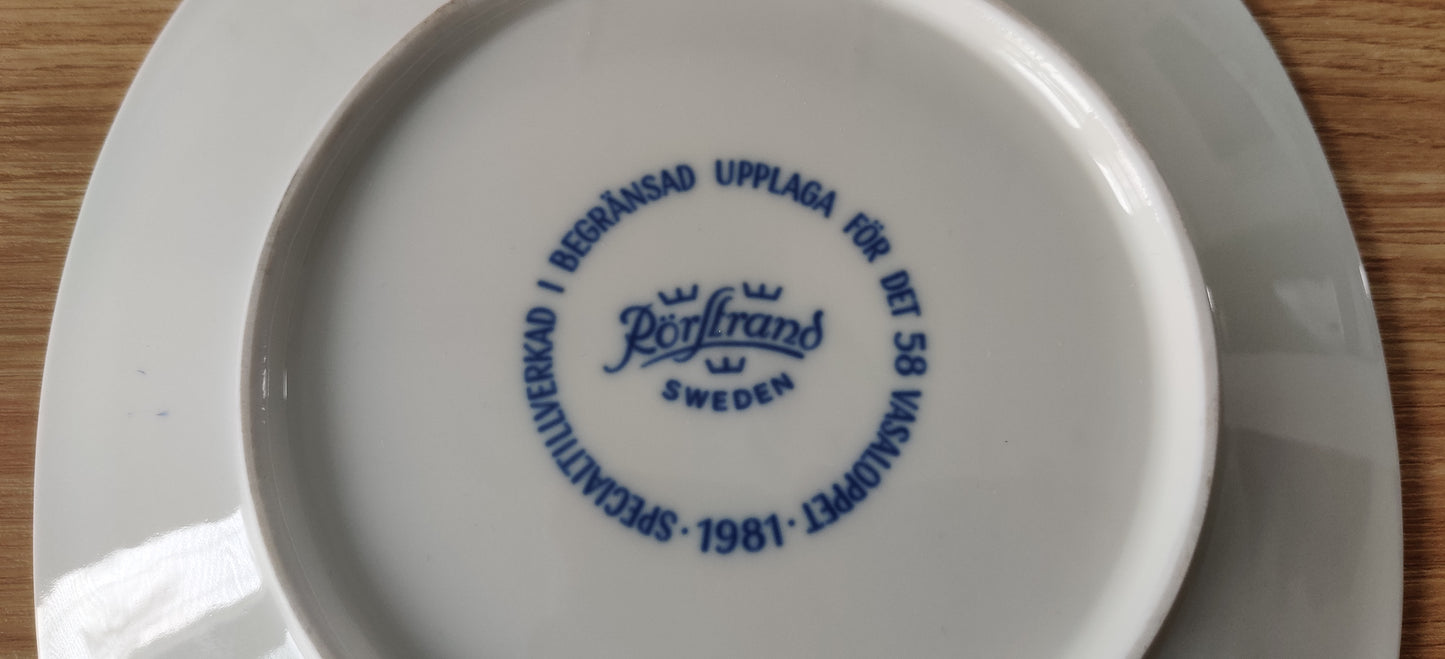 SPECIALTILLVERKAD I BEGRÄNSAD UPPLAGA FÖR DET 58 VASALOPPET · 1981 ·
Rörstrand
SWEDEN